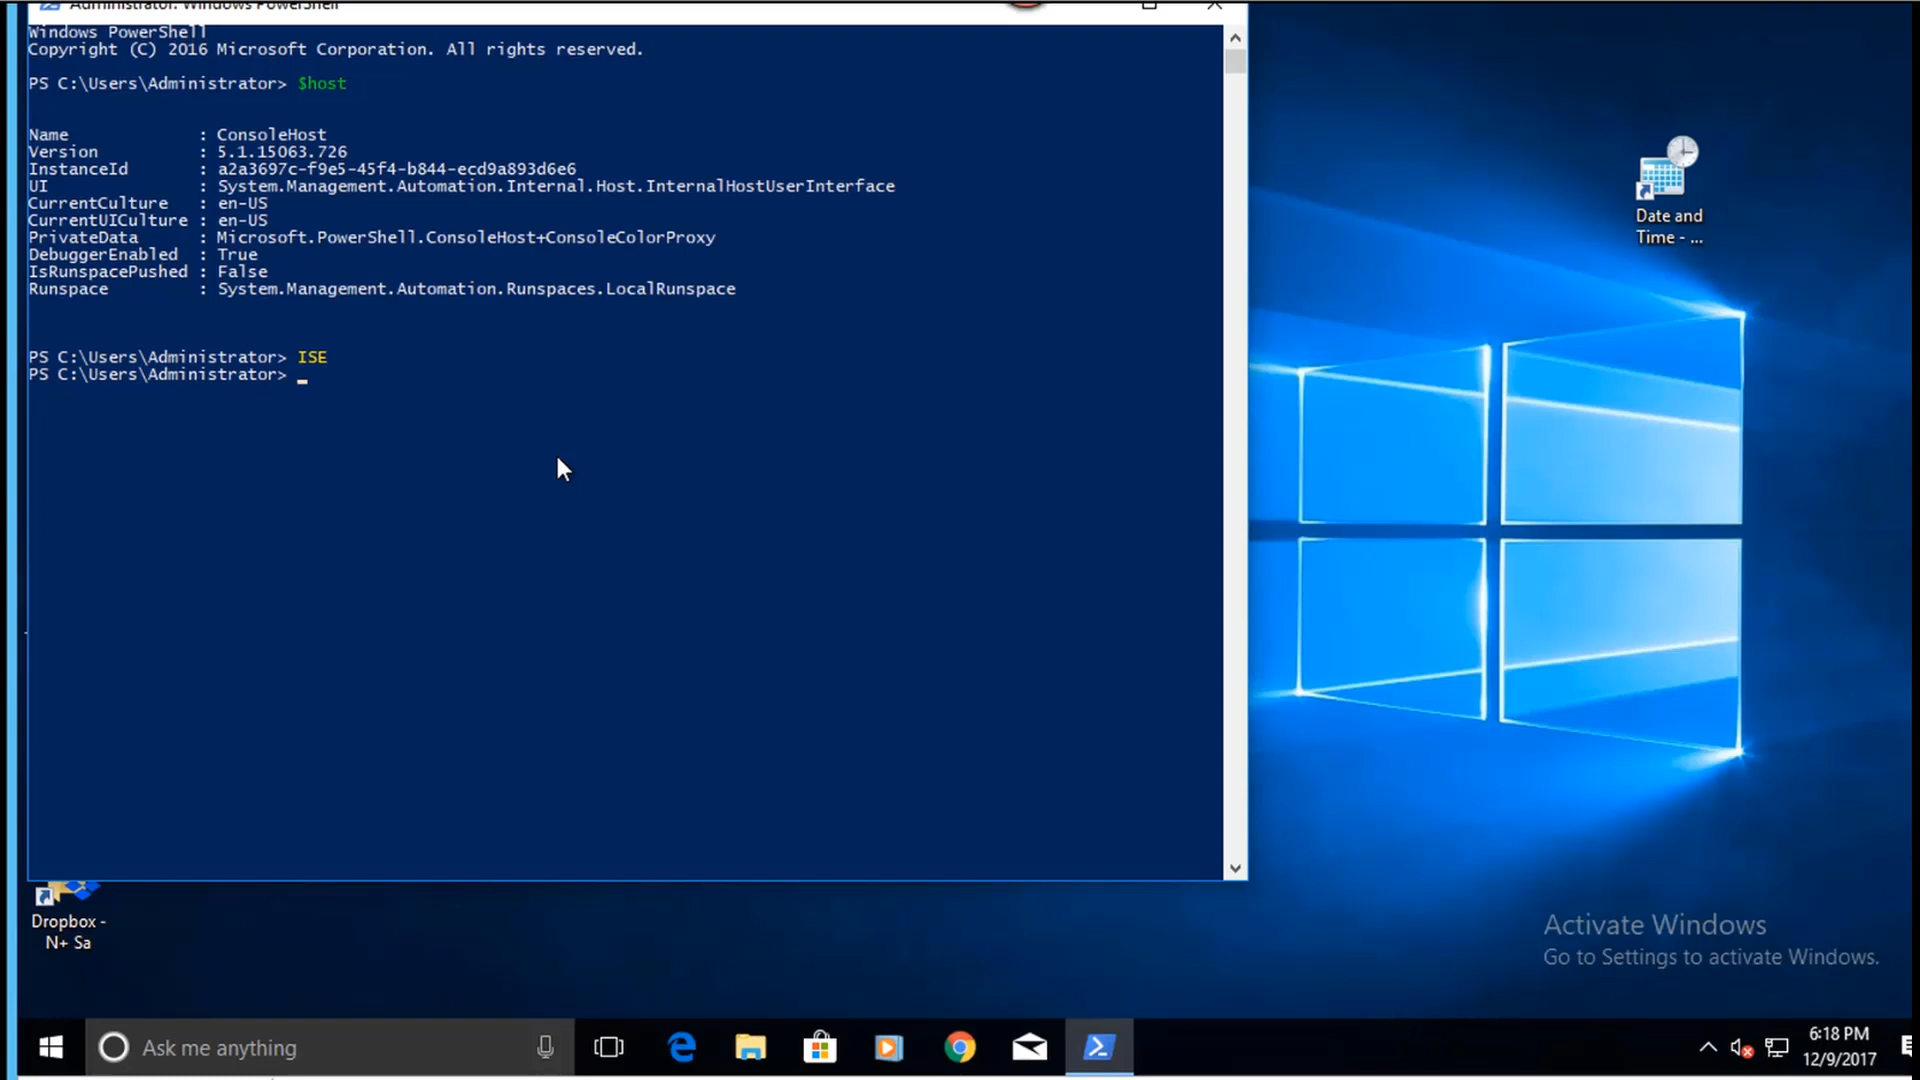 Administrator: Windows PowerShell
Windows PowerShell
Copyright (C) 2016 Microsoft Corporation. All rights reserved.
PS C:\Users\Administrator> $host
Name : ConsoleHost
Version : 5.1.15063.726
InstanceId : a2a3697c-f9e5-45f4-b844-ecd9a893d6e6
UI : System.Management.Automation.Internal.Host.InternalHostUserInterface
CurrentCulture : en-US
CurrentUICulture : en-US
PrivateData : Microsoft.PowerShell.ConsoleHost+ConsoleColorProxy
DebuggerEnabled : True
IsRunspacePushed : False
Runspace : System.Management.Automation.Runspaces.LocalRunspace
PS C:\Users\Administrator> ISE
PS C:\Users\Administrator> _
Date and
Time - ...
Dropbox -
N+ Sa
Activate Windows
Go to Settings to activate Windows.
Ask me anything
6:18 PM
12/9/2017